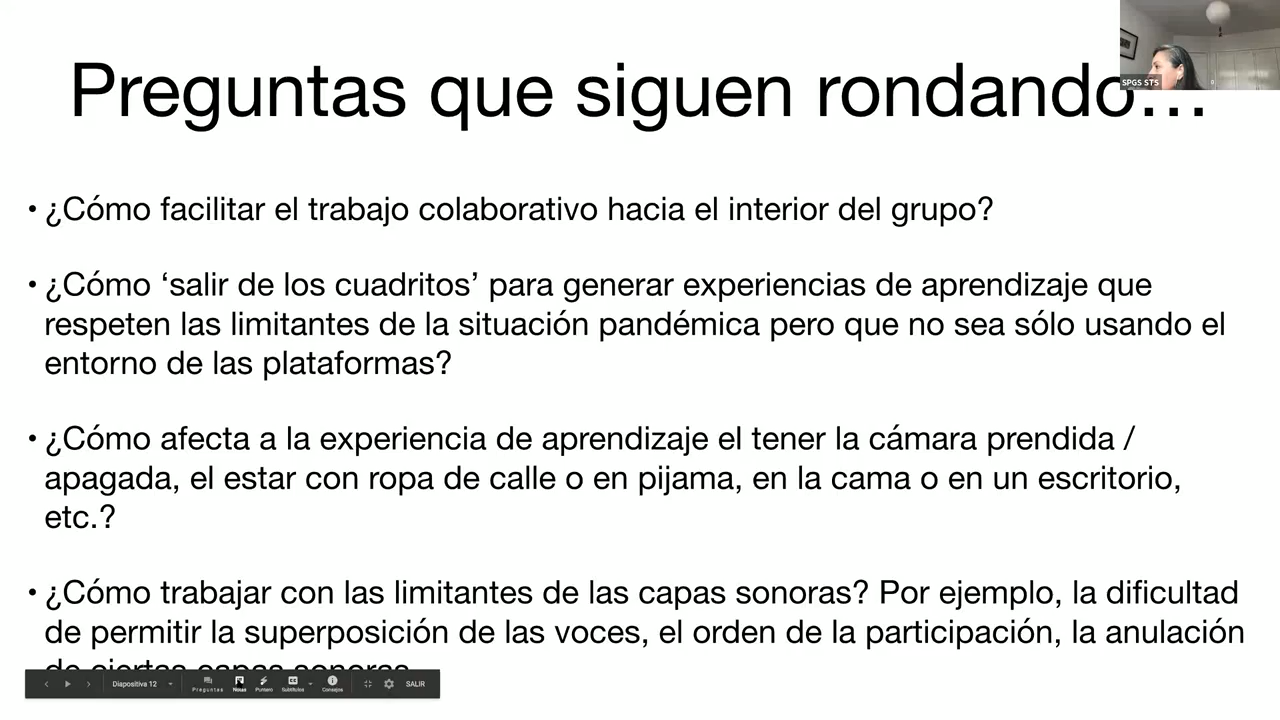 Preguntas que siguen rondando...
SPGS STS
• ¿Cómo facilitar el trabajo colaborativo hacia el interior del grupo?
• ¿Cómo ‘salir de los cuadritos’ para generar experiencias de aprendizaje que
respeten las limitantes de la situación pandémica pero que no sea sólo usando el
entorno de las plataformas?
• ¿Cómo afecta a la experiencia de aprendizaje el tener la cámara prendida /
apagada, el estar con ropa de calle o en pijama, en la cama o en un escritorio,
etc.?
• ¿Cómo trabajar con las limitantes de las capas sonoras? Por ejemplo, la dificultad
de permitir la superposición de las voces, el orden de la participación, la anulación
de ciertas capas sonoras
Diapositiva 12
Preguntas
Notas
Puntero
Subtítulos
Consejos
SALIR